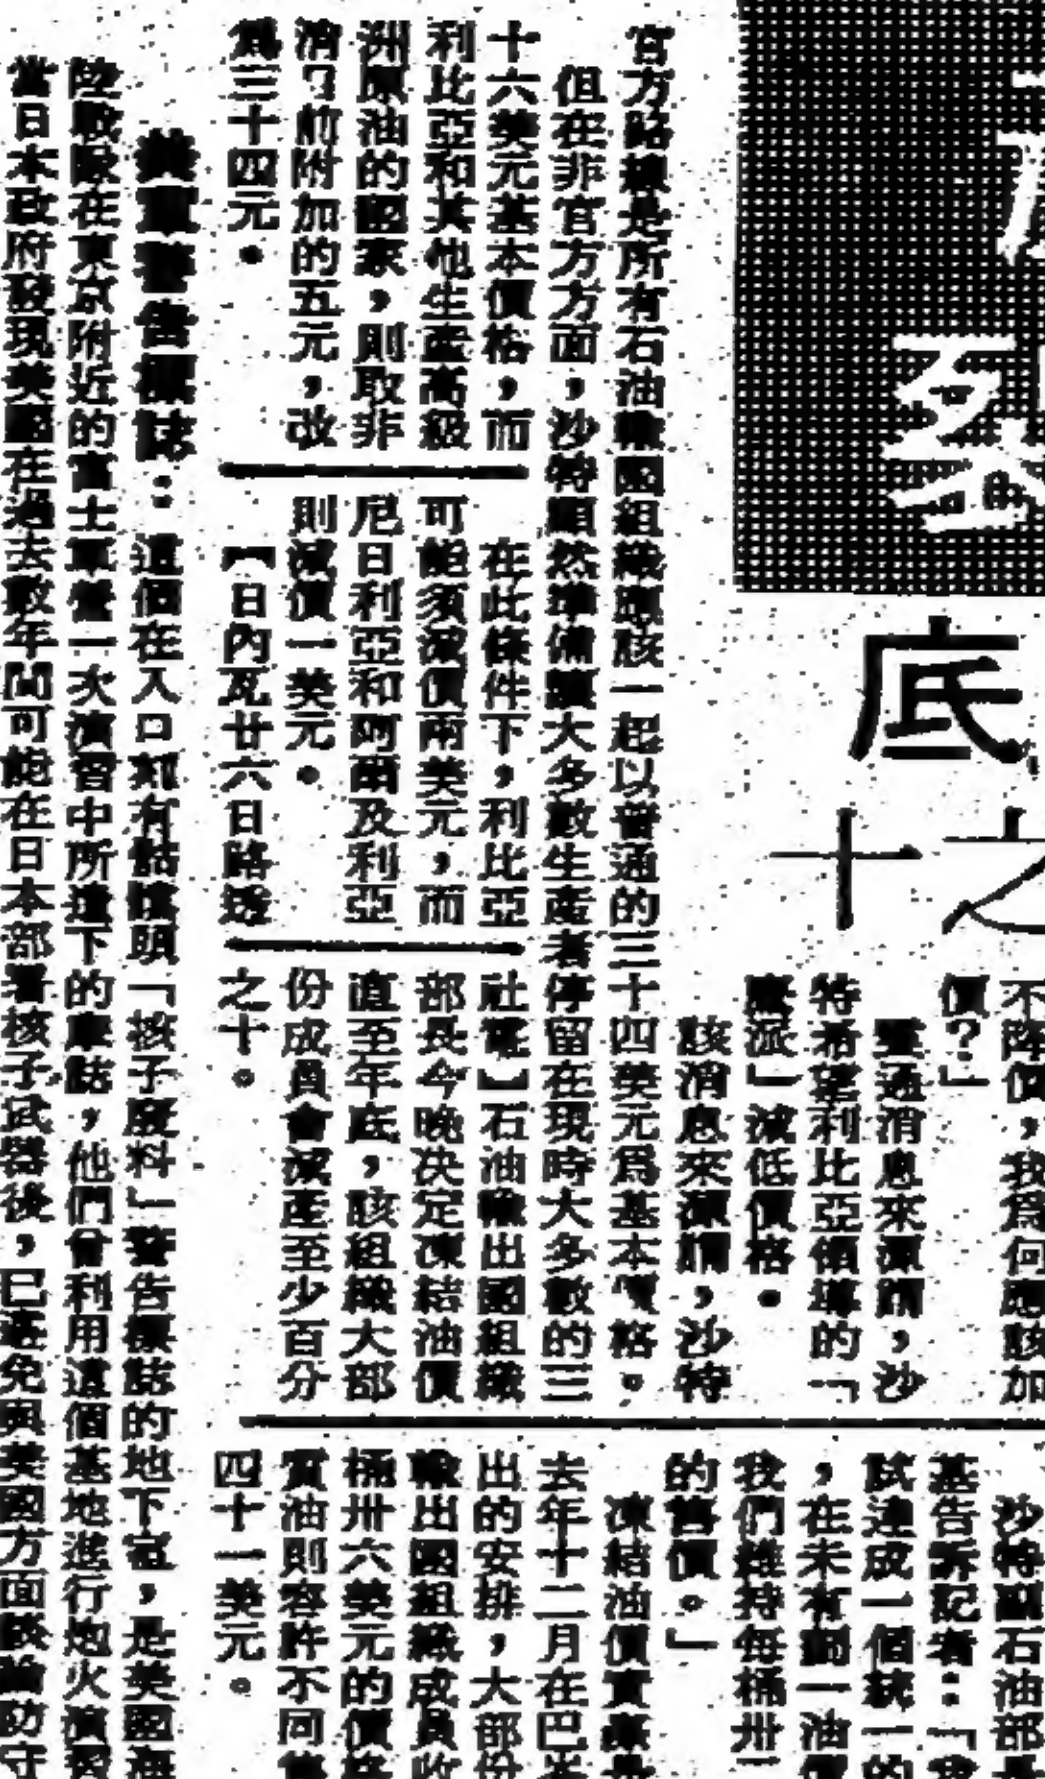 底
之
十
不降價，我爲何應該加
價？」
消息來源謂，沙
特希望利比亞領導的「
鷹派」減低價格。
該消息來源謂，沙特
官方路線是所有石油輸出國組織應該一起以普通的三十四美元爲基本價格。
但在非官方方面，沙特顯然準備讓大多數生產者停留在現時大多數的三
十六美元基本價格，而
利比亞和其他生產高級
洲原油的國家，則取
前附加的五元，改
爲三十四元。
在此條件下，利比亞
可能須減價兩美元，而
尼日利亞和阿爾及利亞
則減價一美元。
【日內瓦廿六日路透
社電】石油輸出國組織
部長今晚決定凍結油價
直至年底，該組織大部
份成員會減產至少百分
之十。
沙特副石油部長
基告訴記者：「我
試達成一個統一的
，在未有劃一油價
我們維持每桶卅二
的舊價。」
凍結油價實
去年十二月在巴
出的安排，大部份
輸出國組織成員收
桶卅六美元的價格
質油則容許不同
四十一美元。
美軍警告標誌：這個在入口刻有骷髏頭「核子廢料」警告標誌的地下室，是美國海
陸戰隊在東京附近的富士軍營一次演習中所遺下的標誌，他們曾利用這個基地進行炮火演習
當日本政府發現美國在過去數年間可能在日本部署核子武器後，已避免與美國方面談論防守